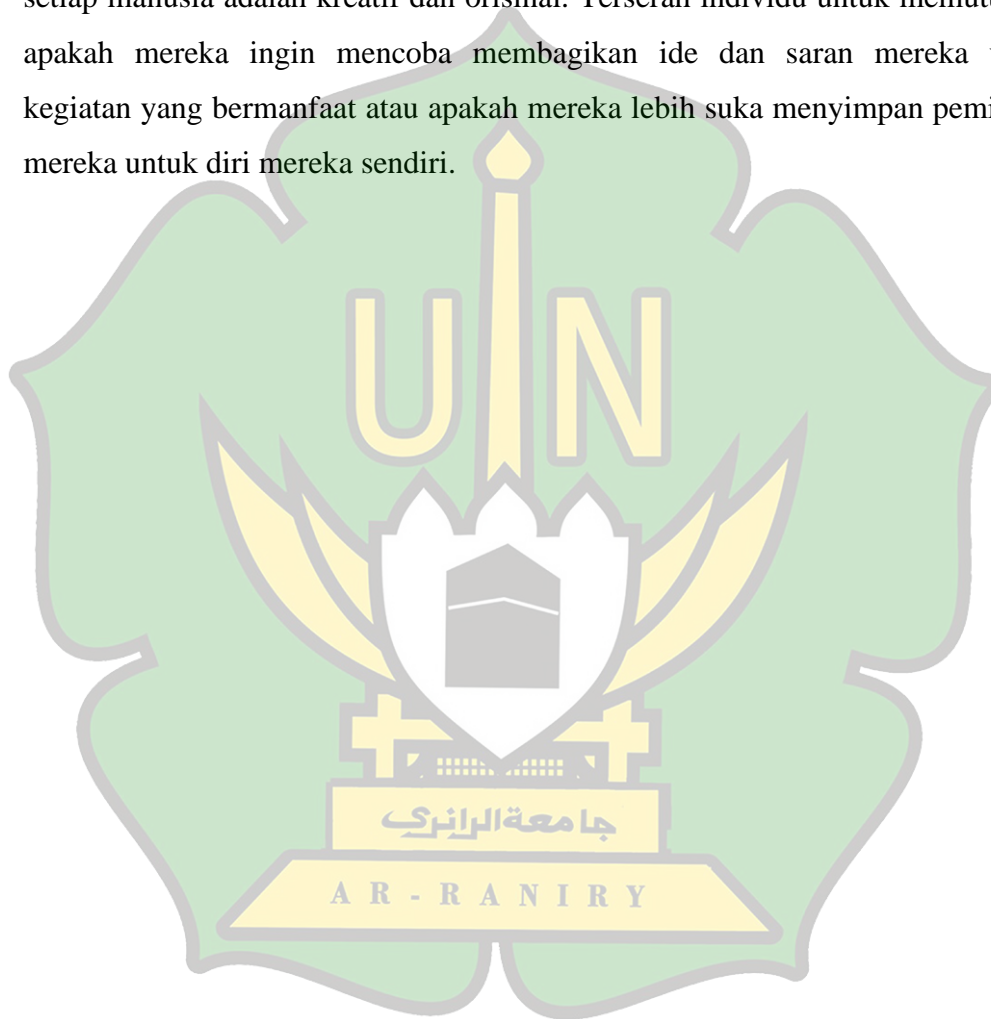 setiap manusia adalah kreatif dan orisinal. Terserah individu untuk
apakah mereka ingin mencoba membagikan ide dan saran mereka
kegiatan yang bermanfaat atau apakah mereka lebih suka menyimpan
mereka untuk diri mereka sendiri.
UIN
جامعةالرانري
AR-RANIRY